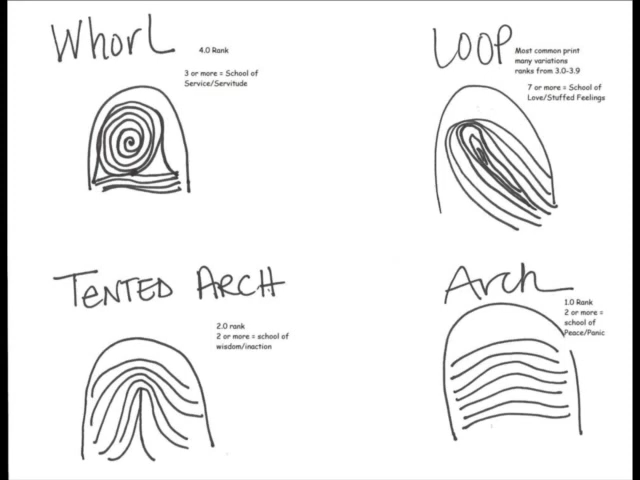 Whorl
4.0 Rank
3 or more = School of
Service/Servitude
LOOP
Most common print
many variations
ranks from 3.0-3.9
7 or more = School of
Love/Stuffed Feelings
TENTED ARCH
2.0 rank
2 or more = school of
wisdom/inaction
Arch
1.0 Rank
2 or more =
school of
Peace/Panic